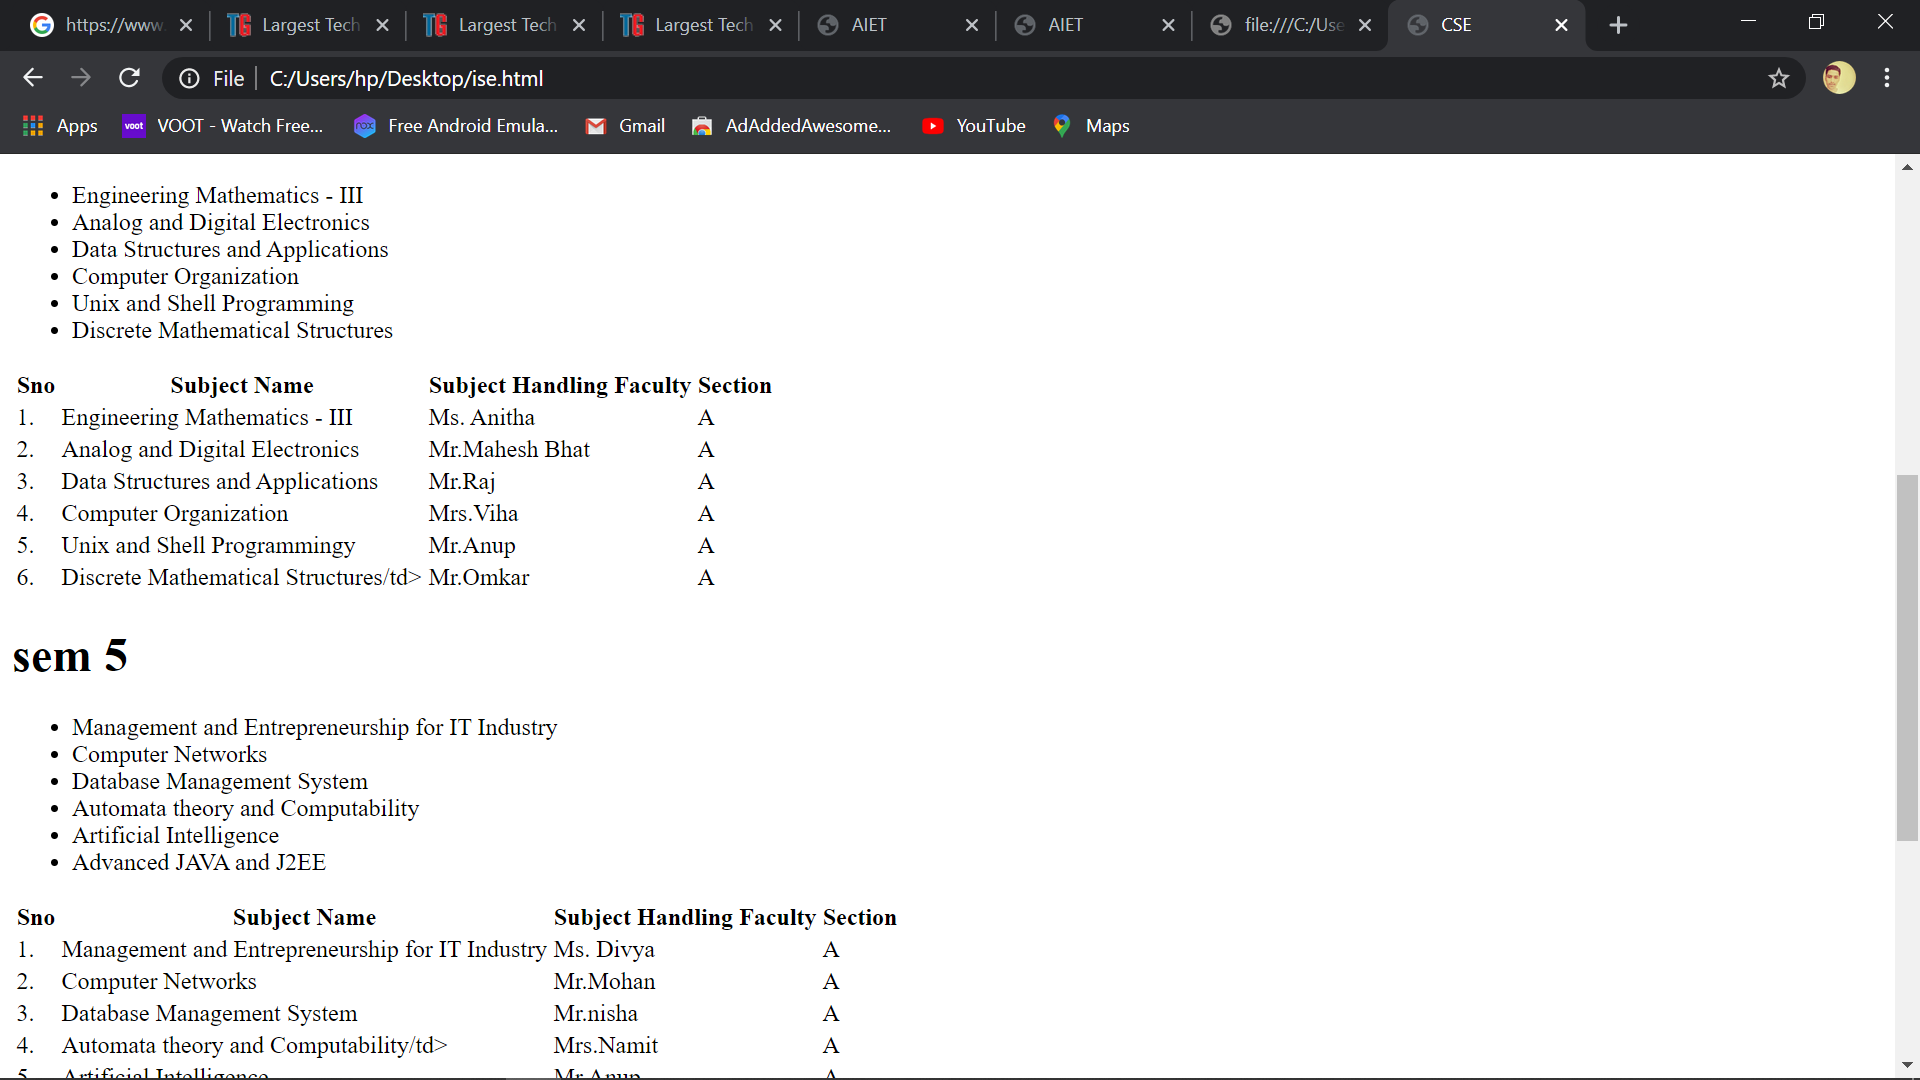 https://www. Largest Tech Largest Tech Largest Tech AIET AIET file:///C:/Use CSE
File C:/Users/hp/Desktop/ise.html
Apps voot VOOT - Watch Free... nox Free Android Emula... Gmail AdAddedAwesome... YouTube Maps
• Engineering Mathematics - III
• Analog and Digital Electronics
• Data Structures and Applications
• Computer Organization
• Unix and Shell Programming
• Discrete Mathematical Structures
Sno Subject Name Subject Handling Faculty Section
1. Engineering Mathematics - III Ms. Anitha A
2. Analog and Digital Electronics Mr.Mahesh Bhat A
3. Data Structures and Applications Mr.Raj A
4. Computer Organization Mrs.Viha A
5. Unix and Shell Programmingy Mr.Anup A
6. Discrete Mathematical Structures/td> Mr.Omkar A
sem 5
• Management and Entrepreneurship for IT Industry
• Computer Networks
• Database Management System
• Automata theory and Computability
• Artificial Intelligence
• Advanced JAVA and J2EE
Sno Subject Name Subject Handling Faculty Section
1. Management and Entrepreneurship for IT Industry Ms. Divya A
2. Computer Networks Mr.Mohan A
3. Database Management System Mr.nisha A
4. Automata theory and Computability/td> Mrs.Namit A
5. Artificial Intelligence Mr.Anup A